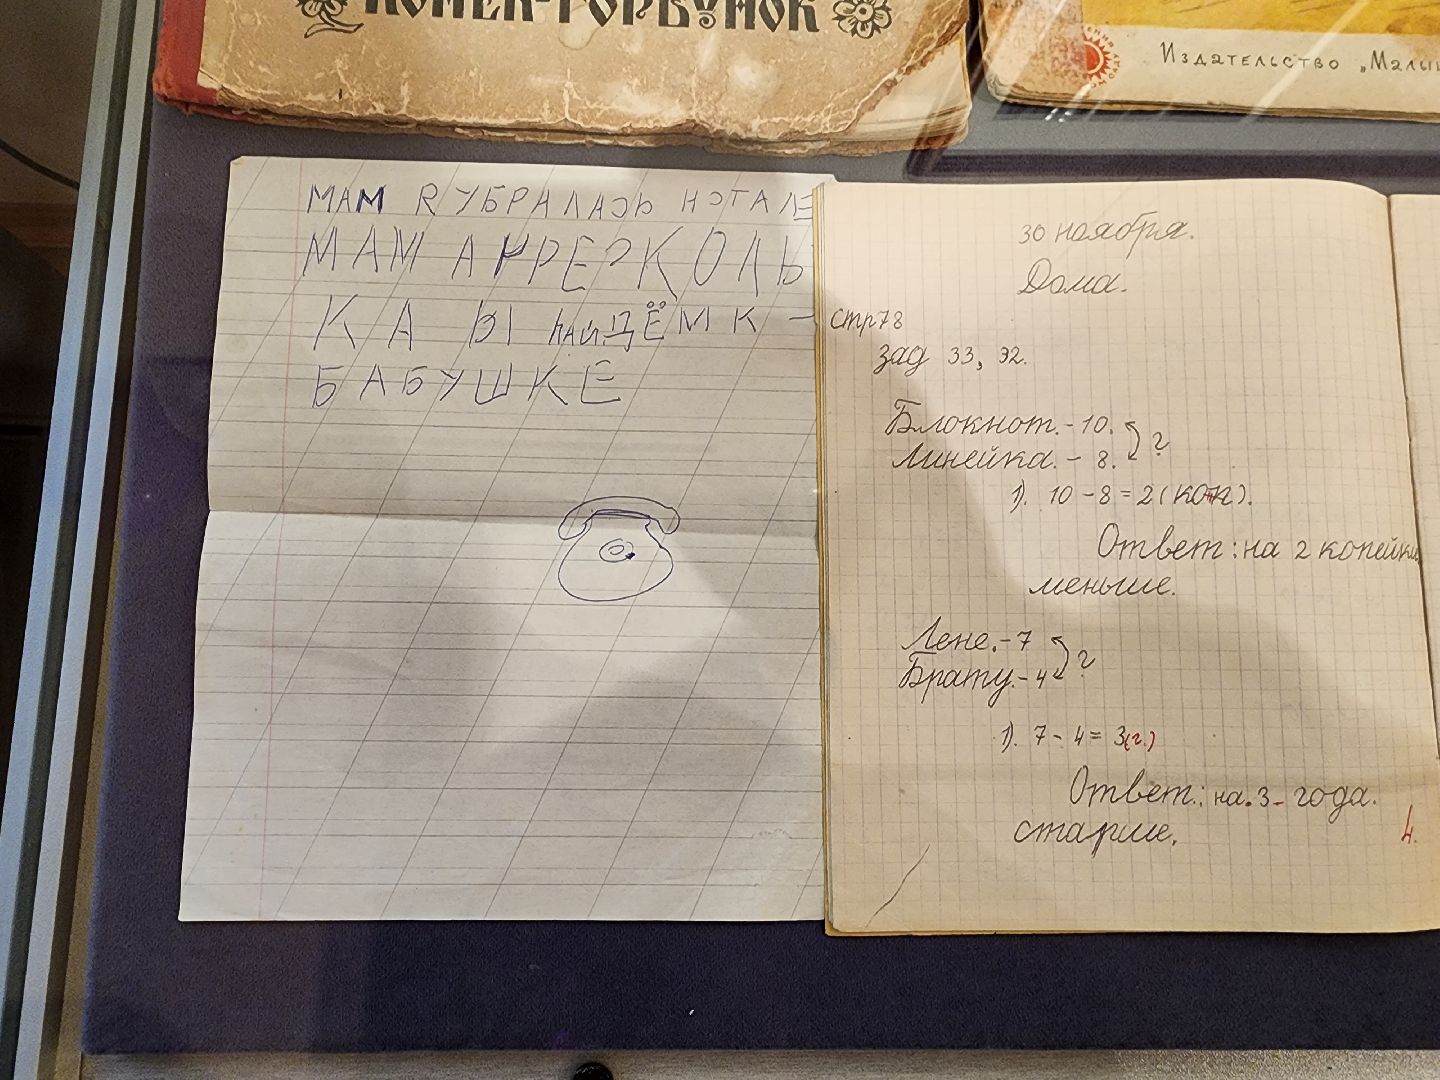 КОНЕК-ГОРБУНОК
Издательство „Малыш
МАМ Я УБРАЛАСЬ НЭТАЛЕ
МАМ А
КОЛЬ
КА Ы НАЙДЁМ К -
БАБУШКЕ
30 ноября.
Дома.
стр 78
зад 33, 32.
Блокнот. - 10.
Линейка. - 8. ?
1). 10 - 8 = 2 (коп).
Ответ: на 2 копейки
меньше.
Лене. - 7
Брату. - 4 ?
1). 7 - 4 = 3 (г.)
Ответ: на. 3 - года.
старше.
4.